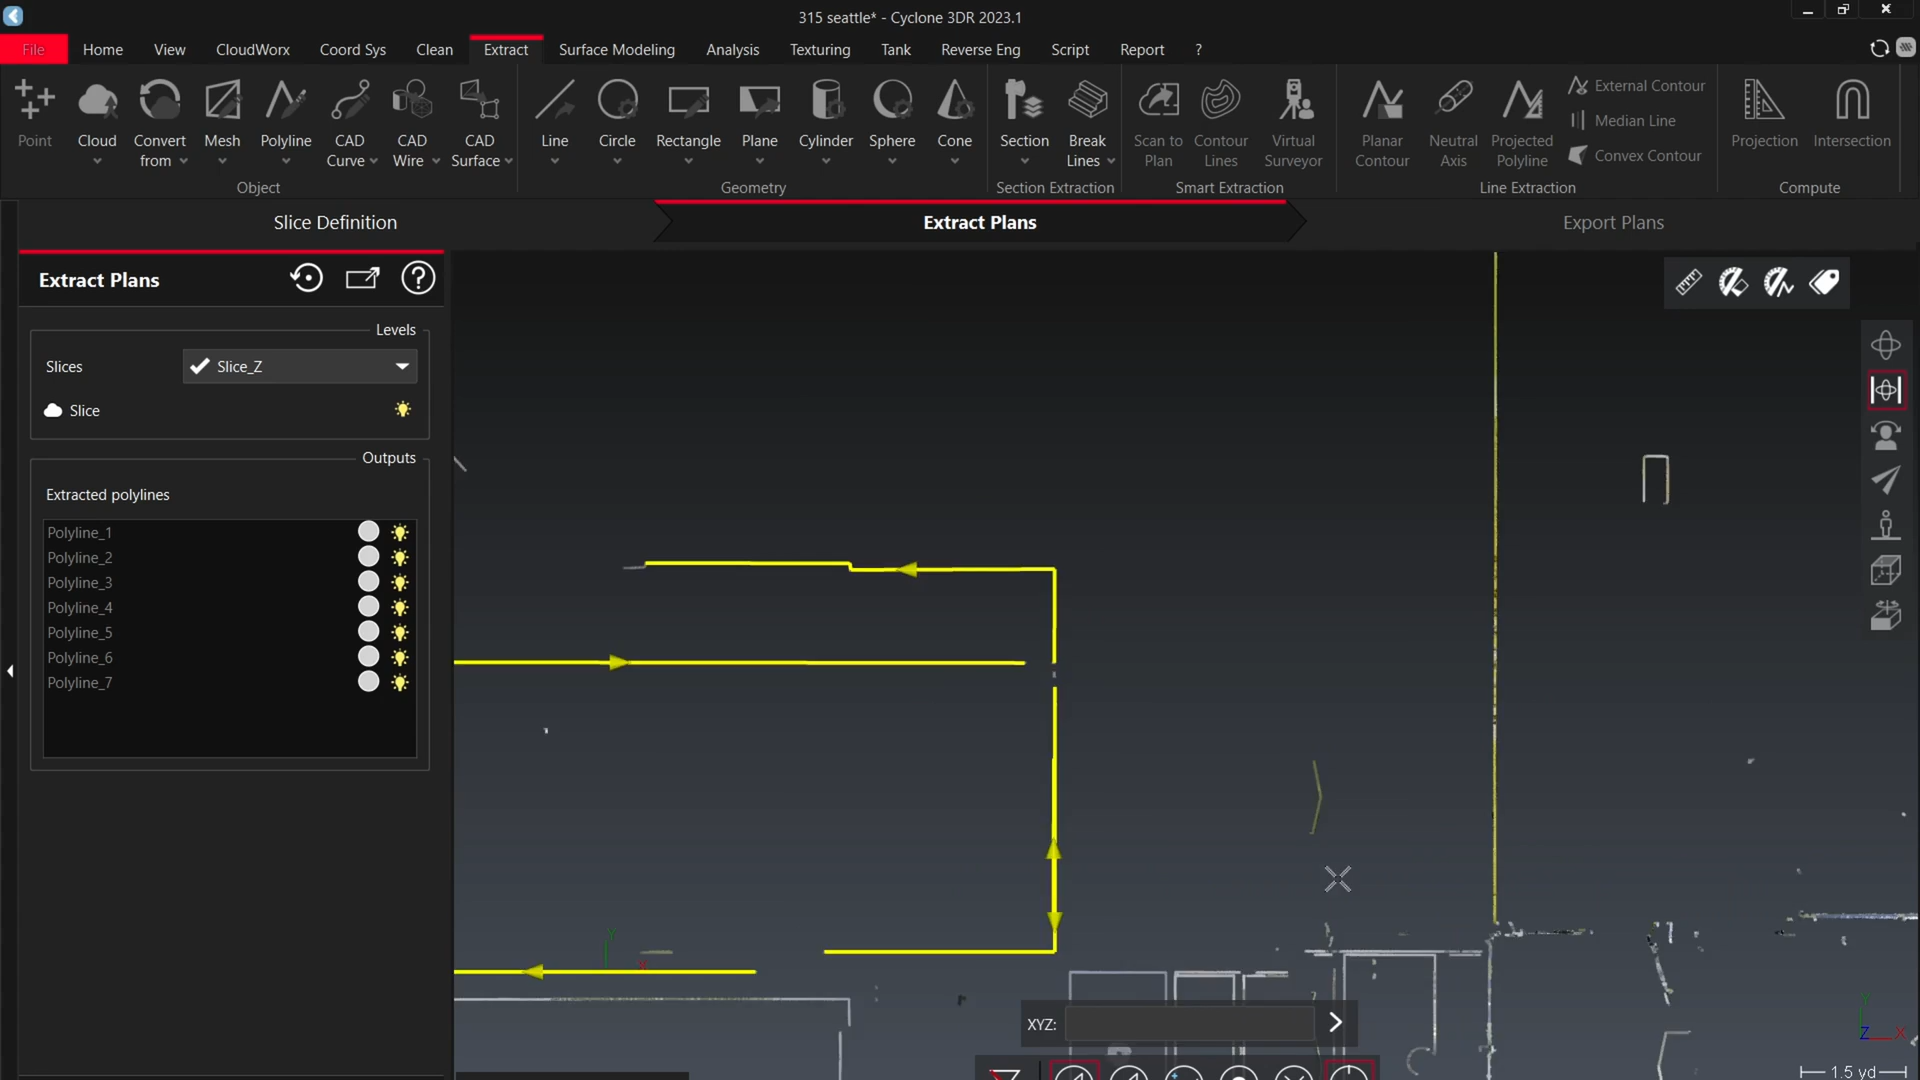 315 seattle* - Cyclone 3DR 2023.1
File Home View CloudWorx Coord Sys Clean Extract Surface Modeling Analysis Texturing Tank Reverse Eng Script Report ?
Point Cloud Convert from Mesh Polyline CAD Curve CAD Wire CAD Surface
Line Circle Rectangle Plane Cylinder Sphere Cone
Section Break Lines
Scan to Plan Contour Lines Virtual Surveyor
Planar Contour Neutral Axis Projected Polyline
External Contour
Median Line
Convex Contour
Projection Intersection
Object Geometry Section Extraction Smart Extraction Line Extraction Compute
Slice Definition Extract Plans Export Plans
Extract Plans
Levels
Slices Slice_Z
Slice
Outputs
Extracted polylines
Polyline_1
Polyline_2
Polyline_3
Polyline_4
Polyline_5
Polyline_6
Polyline_7
Y
X
XYZ:
Y
Z X
1.5 yd